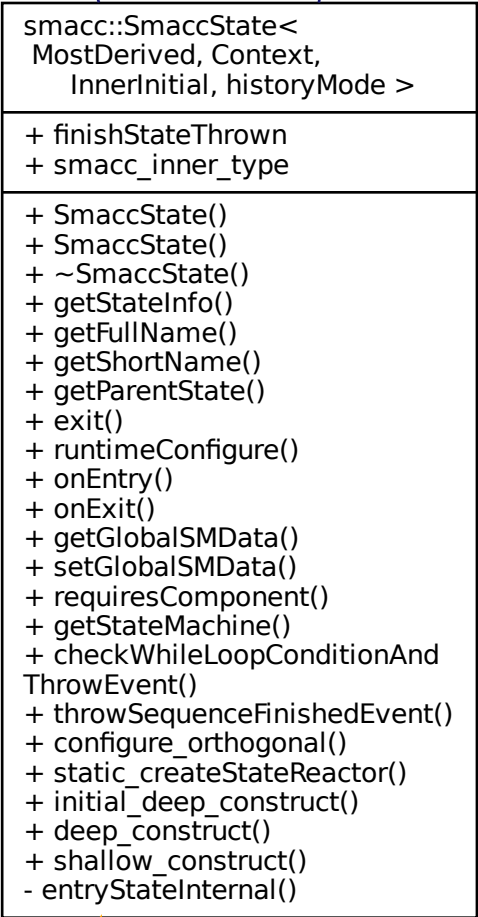 smacc::SmaccState<
MostDerived, Context,
InnerInitial, historyMode >
+ finishStateThrown
+ smacc_inner_type
+ SmaccState()
+ SmaccState()
+ ~SmaccState()
+ getStateInfo()
+ getFullName()
+ getShortName()
+ getParentState()
+ exit()
+ runtimeConfigure()
+ onEntry()
+ onExit()
+ getGlobalSMData()
+ setGlobalSMData()
+ requiresComponent()
+ getStateMachine()
+ checkWhileLoopConditionAnd
ThrowEvent()
+ throwSequenceFinishedEvent()
+ configure_orthogonal()
+ static_createStateReactor()
+ initial_deep_construct()
+ deep_construct()
+ shallow_construct()
- entryStateInternal()